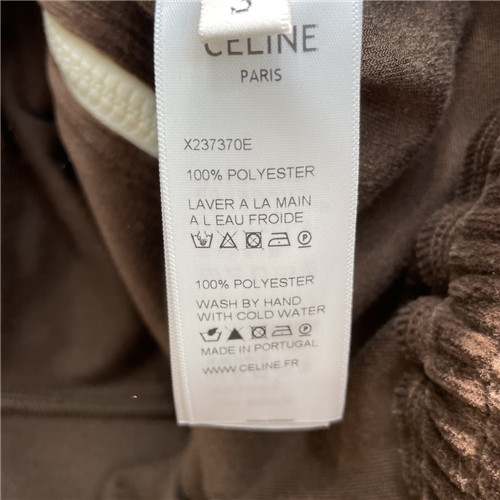 CELINE
PARIS
X237370E
100% POLYESTER
LAVER A LA MAIN
A L EAU FROIDE
100% POLYESTER
WASH BY HAND
WITH COLD WATER
MADE IN PORTUGAL
WWW.CELINE.FR